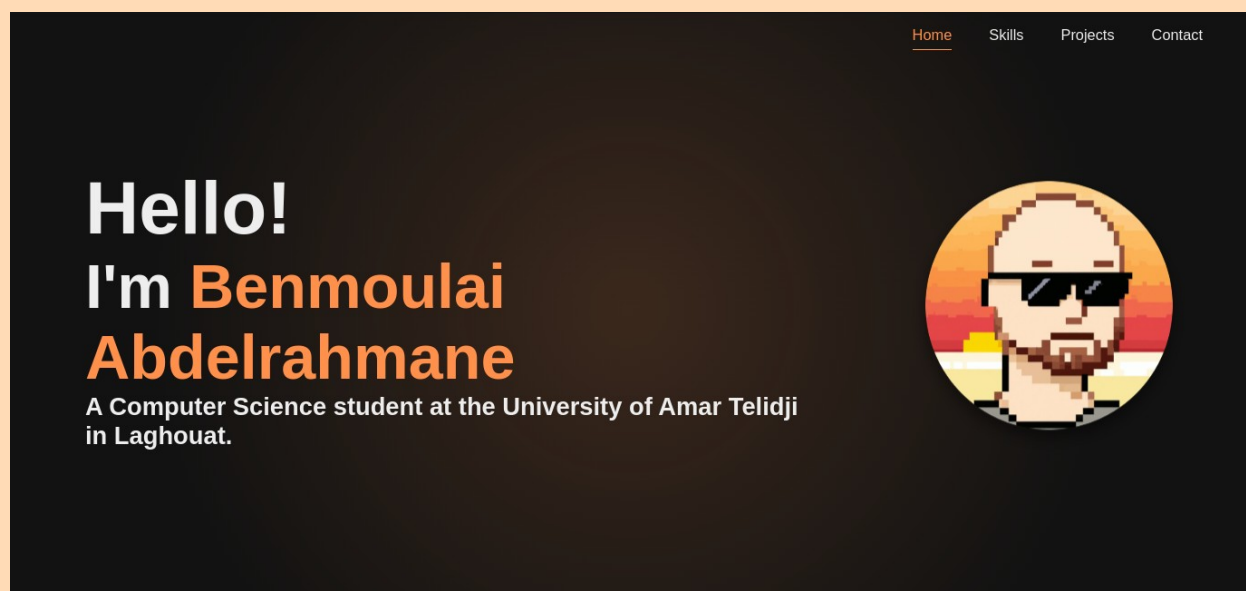 Home Skills Projects Contact
Hello!
I'm Benmoulai
Abdelrahmane
A Computer Science student at the University of Amar Telidji
in Laghouat.